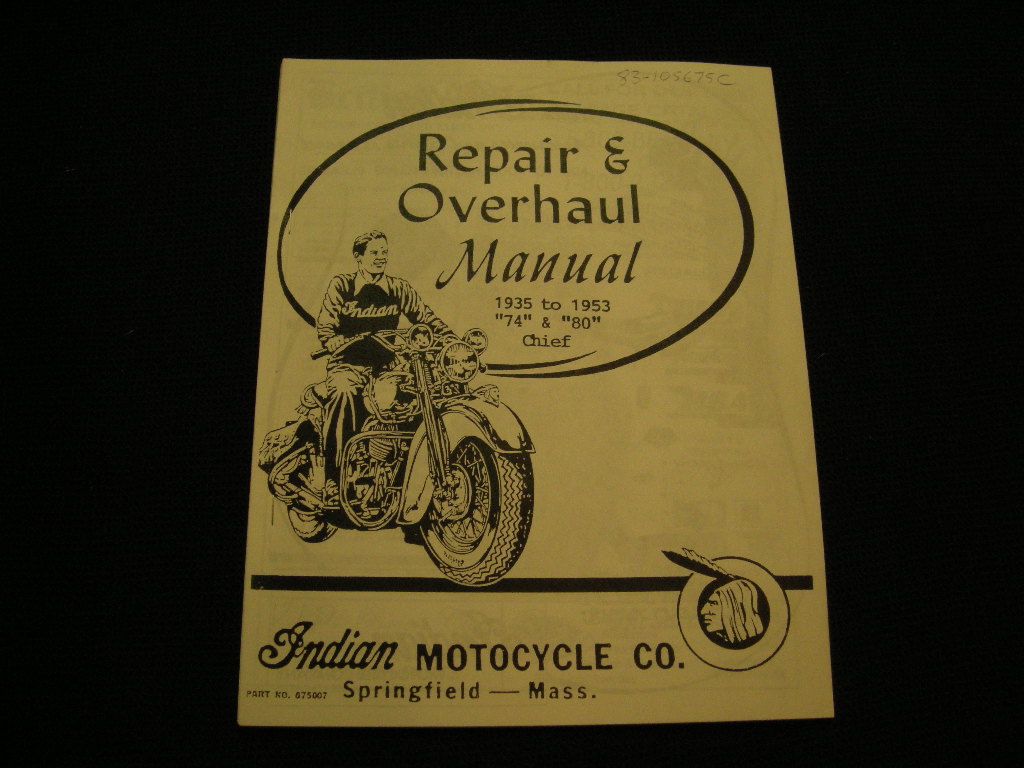 83-105675C
Repair &
Overhaul
Manual
1935 to 1953
"74" & "80"
Chief
Indian
Indian MOTOCYCLE CO.
PART NO. 675007 Springfield — Mass.